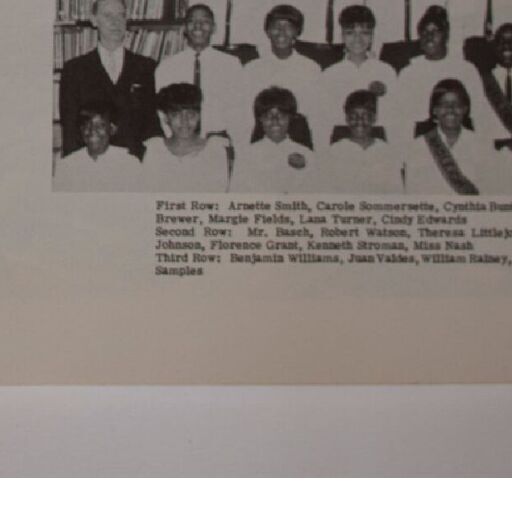 First Row: Arnette Smith, Carole Sommersette, Cynthia
Brewer, Margie Fields, Lana Turner, Cindy Edwards
Second Row: Mr. Basch, Robert Watson, Theresa
Johnson, Florence Grant, Kenneth Stroman, Miss Nash
Third Row: Benjamin Williams, Juan Valdes, William Rainey,
Samples